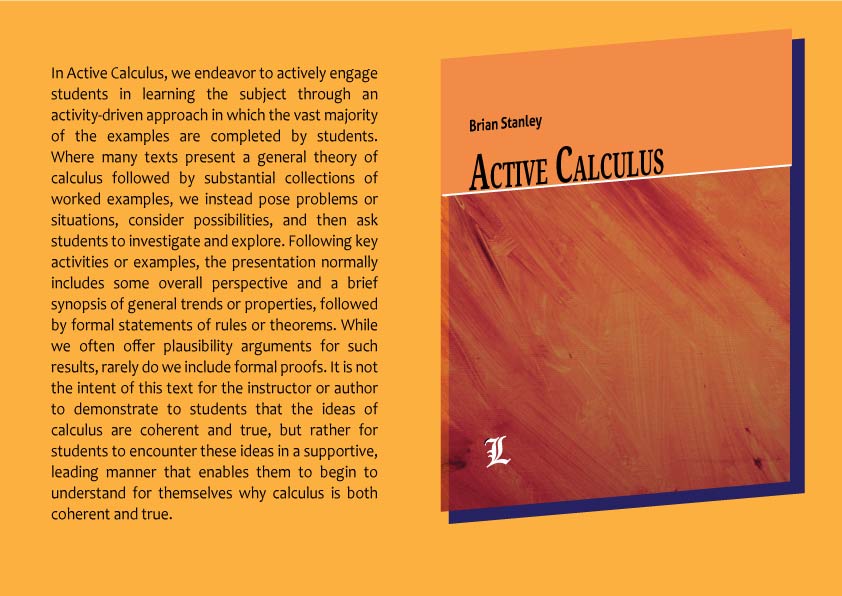 In Active Calculus, we endeavor to actively engage
students in learning the subject through an
activity-driven approach in which the vast majority
of the examples are completed by students.
Where many texts present a general theory of
calculus followed by substantial collections of
worked examples, we instead pose problems or
situations, consider possibilities, and then ask
students to investigate and explore. Following key
activities or examples, the presentation normally
includes some overall perspective and a brief
synopsis of general trends or properties, followed
by formal statements of rules or theorems. While
we often offer plausibility arguments for such
results, rarely do we include formal proofs. It is not
the intent of this text for the instructor or author
to demonstrate to students that the ideas of
calculus are coherent and true, but rather for
students to encounter these ideas in a supportive,
leading manner that enables them to begin to
understand for themselves why calculus is both
coherent and true.
Brian Stanley
ACTIVE CALCULUS
L